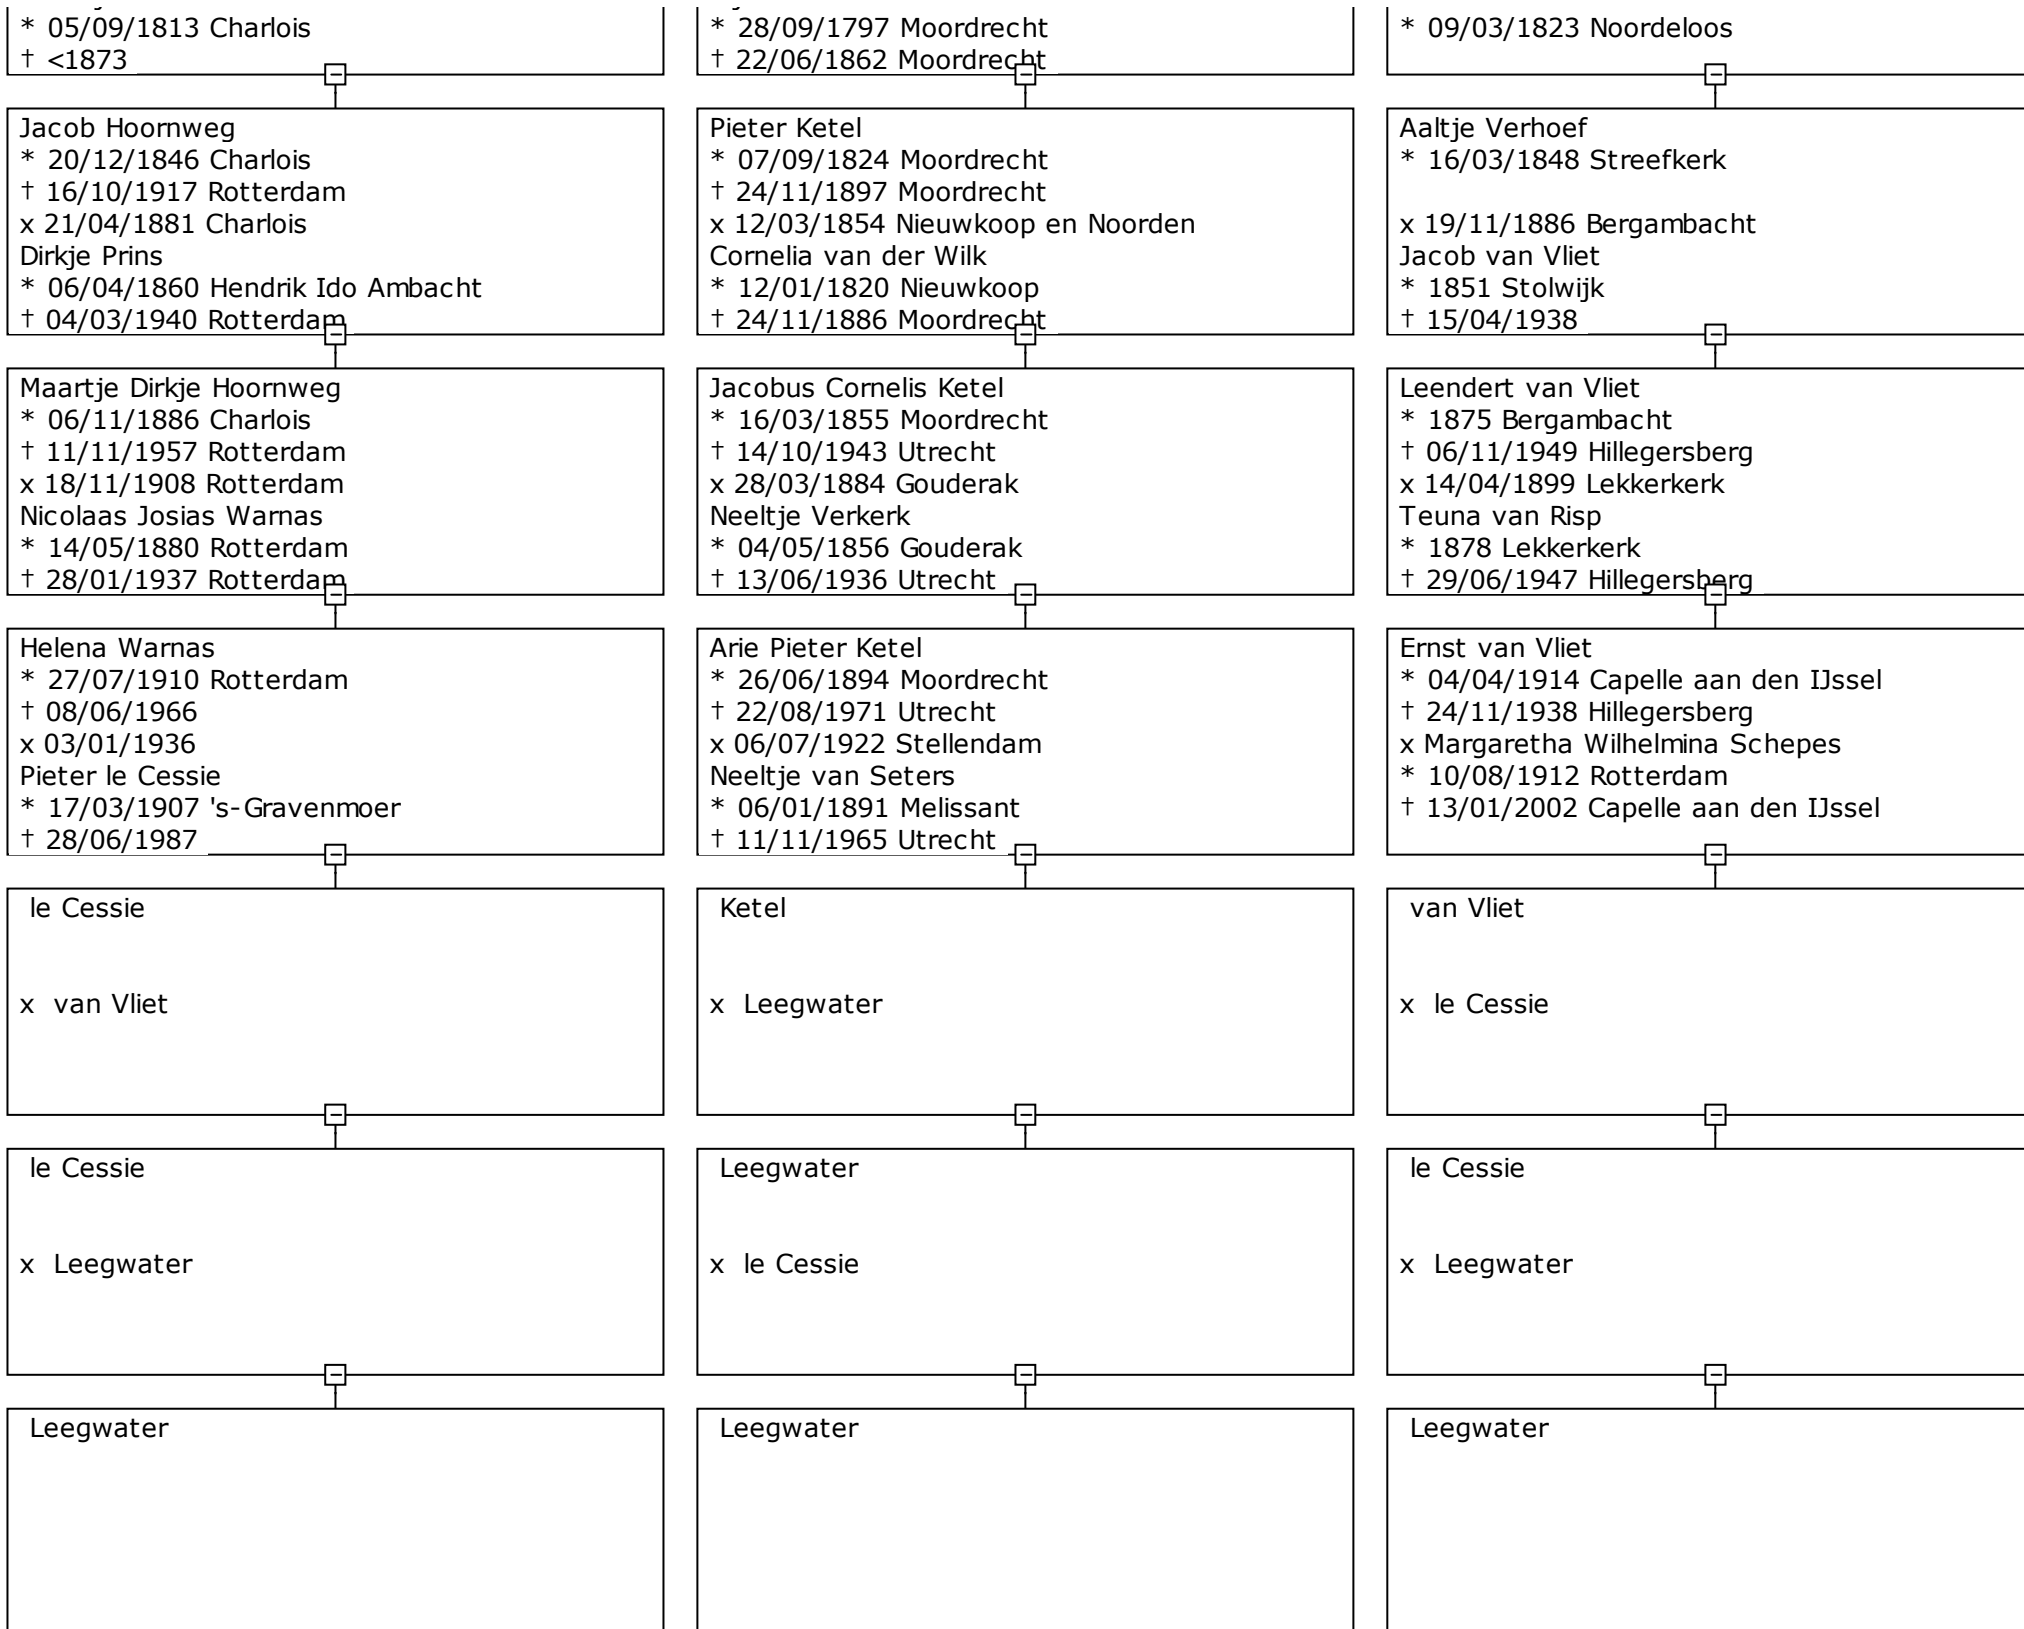 * 05/09/1813 Charlois
† <1873
Jacob Hoornweg
* 20/12/1846 Charlois
† 16/10/1917 Rotterdam
x 21/04/1881 Charlois
Dirkje Prins
* 06/04/1860 Hendrik Ido Ambacht
† 04/03/1940 Rotterdam
Maartje Dirkje Hoornweg
* 06/11/1886 Charlois
† 11/11/1957 Rotterdam
x 18/11/1908 Rotterdam
Nicolaas Josias Warnas
* 14/05/1880 Rotterdam
† 28/01/1937 Rotterdam
Helena Warnas
* 27/07/1910 Rotterdam
† 08/06/1966
x 03/01/1936
Pieter le Cessie
* 17/03/1907 's-Gravenmoer
† 28/06/1987
le Cessie
x van Vliet
le Cessie
x Leegwater
Leegwater
* 28/09/1797 Moordrecht
† 22/06/1862 Moordrecht
Pieter Ketel
* 07/09/1824 Moordrecht
† 24/11/1897 Moordrecht
x 12/03/1854 Nieuwkoop en Noorden
Cornelia van der Wilk
* 12/01/1820 Nieuwkoop
† 24/11/1886 Moordrecht
Jacobus Cornelis Ketel
* 16/03/1855 Moordrecht
† 14/10/1943 Utrecht
x 28/03/1884 Gouderak
Neeltje Verkerk
* 04/05/1856 Gouderak
† 13/06/1936 Utrecht
Arie Pieter Ketel
* 26/06/1894 Moordrecht
† 22/08/1971 Utrecht
x 06/07/1922 Stellendam
Neeltje van Seters
* 06/01/1891 Melissant
† 11/11/1965 Utrecht
Ketel
x Leegwater
Leegwater
x le Cessie
Leegwater
* 09/03/1823 Noordeloos
Aaltje Verhoef
* 16/03/1848 Streefkerk
x 19/11/1886 Bergambacht
Jacob van Vliet
* 1851 Stolwijk
† 15/04/1938
Leendert van Vliet
* 1875 Bergambacht
† 06/11/1949 Hillegersberg
x 14/04/1899 Lekkerkerk
Teuna van Risp
* 1878 Lekkerkerk
† 29/06/1947 Hillegersberg
Ernst van Vliet
* 04/04/1914 Capelle aan den IJssel
† 24/11/1938 Hillegersberg
x Margaretha Wilhelmina Schepes
* 10/08/1912 Rotterdam
† 13/01/2002 Capelle aan den IJssel
van Vliet
x le Cessie
le Cessie
x Leegwater
Leegwater